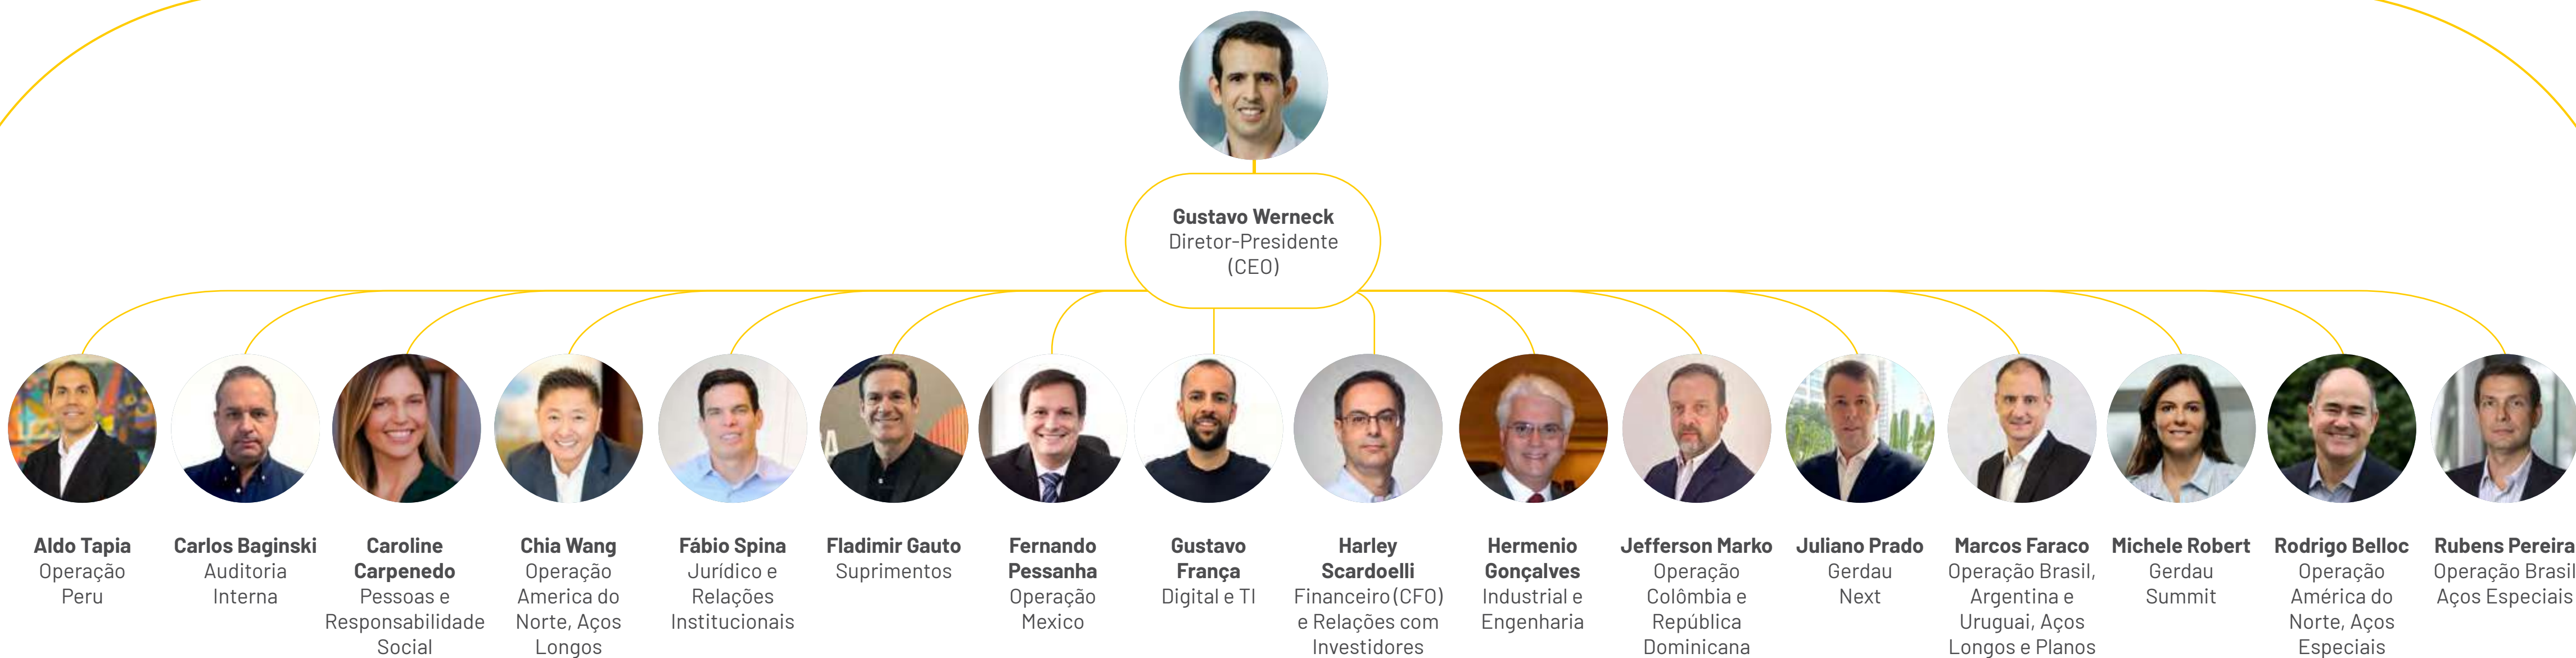 Gustavo Werneck
Diretor-Presidente
(CEO)
Aldo Tapia
Operação
Peru
Carlos Baginski
Auditoria
Interna
Caroline
Carpenedo
Pessoas e
Responsabilidade
Social
Chia Wang
Operação
America do
Norte, Aços
Longos
Fábio Spina
Jurídico e
Relações
Institucionais
Fladimir Gauto
Suprimentos
Fernando
Pessanha
Operação
Mexico
Gustavo
França
Digital e TI
Harley
Scardoelli
Financeiro (CFO)
e Relações com
Investidores
Hermenio
Gonçalves
Industrial e
Engenharia
Jefferson Marko
Operação
Colômbia e
República
Dominicana
Juliano Prado
Gerdau
Next
Marcos Faraco
Operação Brasil,
Argentina e
Uruguai, Aços
Longos e Planos
Michele Robert
Gerdau
Summit
Rodrigo Belloc
Operação
América do
Norte, Aços
Especiais
Rubens Pereira
Operação Brasil
Aços Especiais